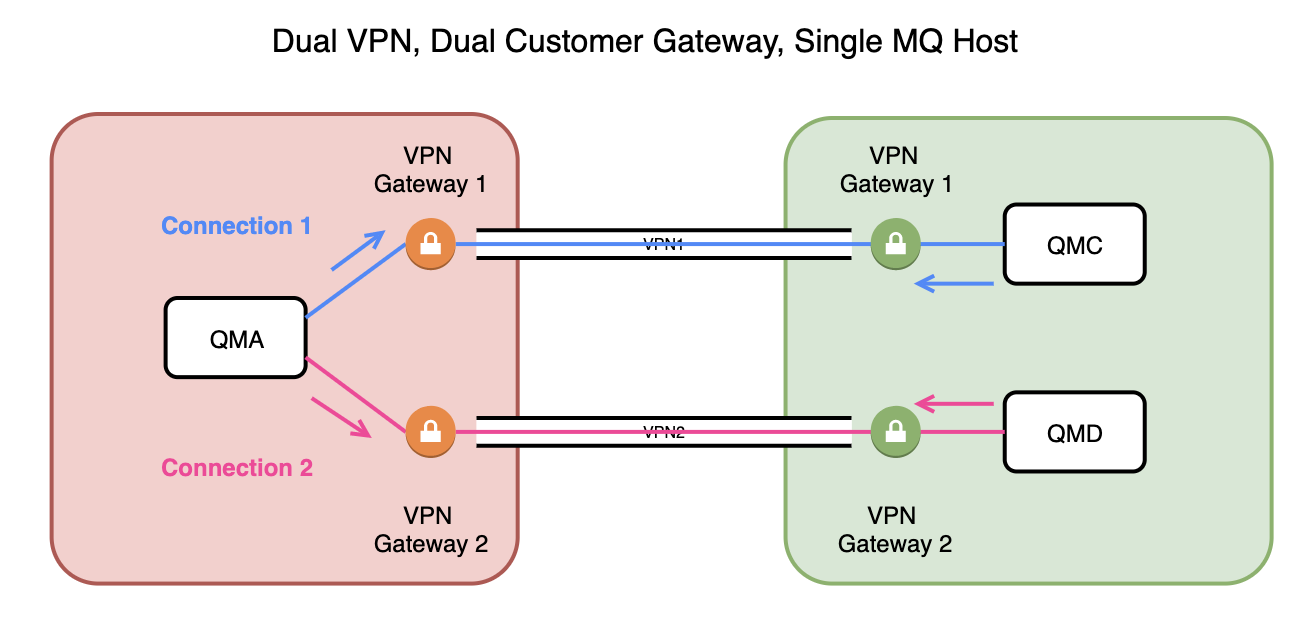 Dual VPN, Dual Customer Gateway, Single MQ Host
VPN
Gateway 1
VPN
Gateway 1
Connection 1
VPN1
QMC
QMA
VPN2
QMD
Connection 2
VPN
Gateway 2
VPN
Gateway 2